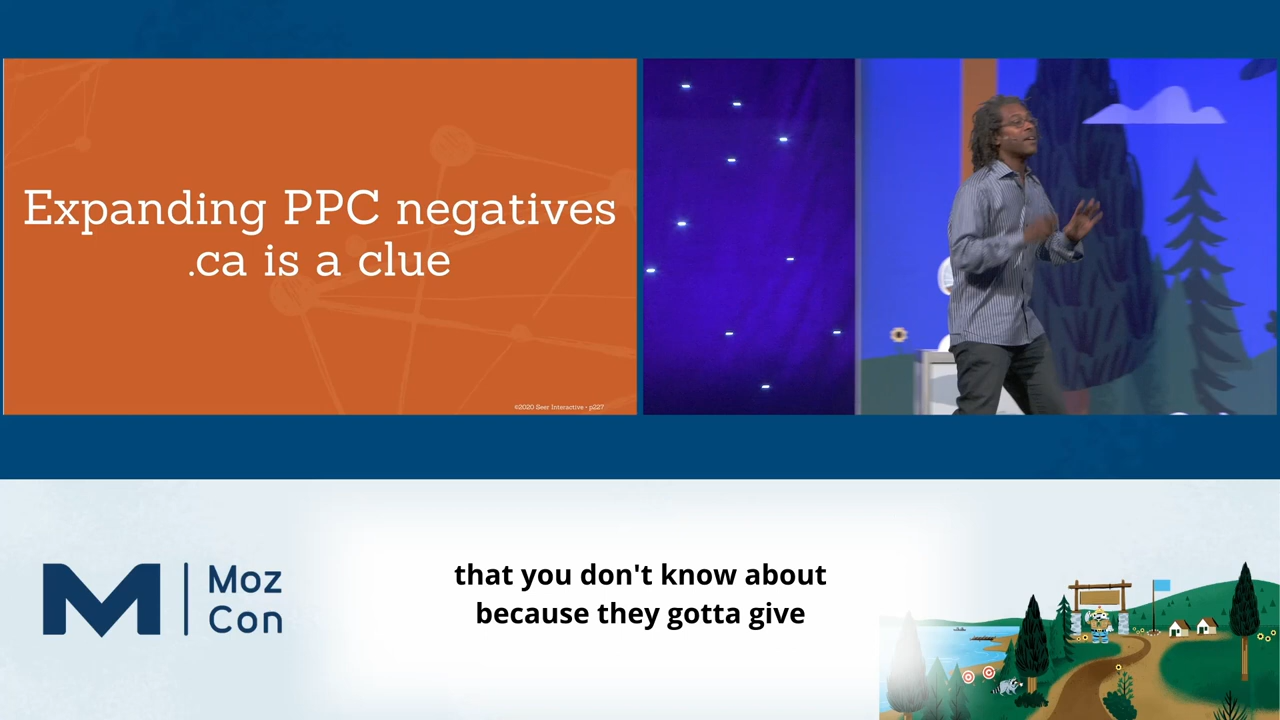 Expanding PPC negatives
.ca is a clue
©2020 Seer Interactive • p227
that you don't know about
because they gotta give
Moz
Con